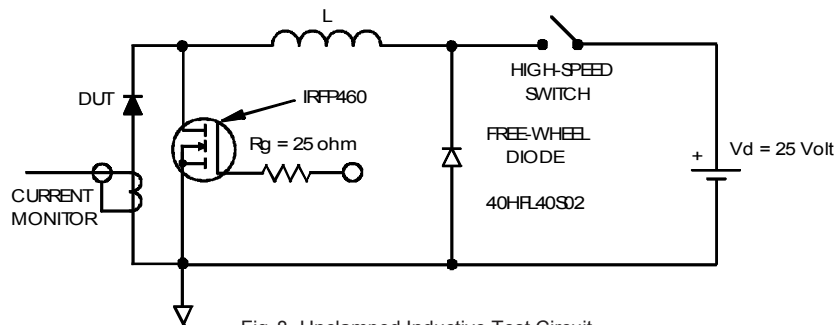 L
HIGH-SPEED
SWITCH
DUT
IRFP460
Rg = 25 ohm
FREE-WHEEL
DIODE
+
Vd = 25 Volt
CURRENT
MONITOR
40HFL40S02
Fig. 8- Unclamped Inductive Test Circuit